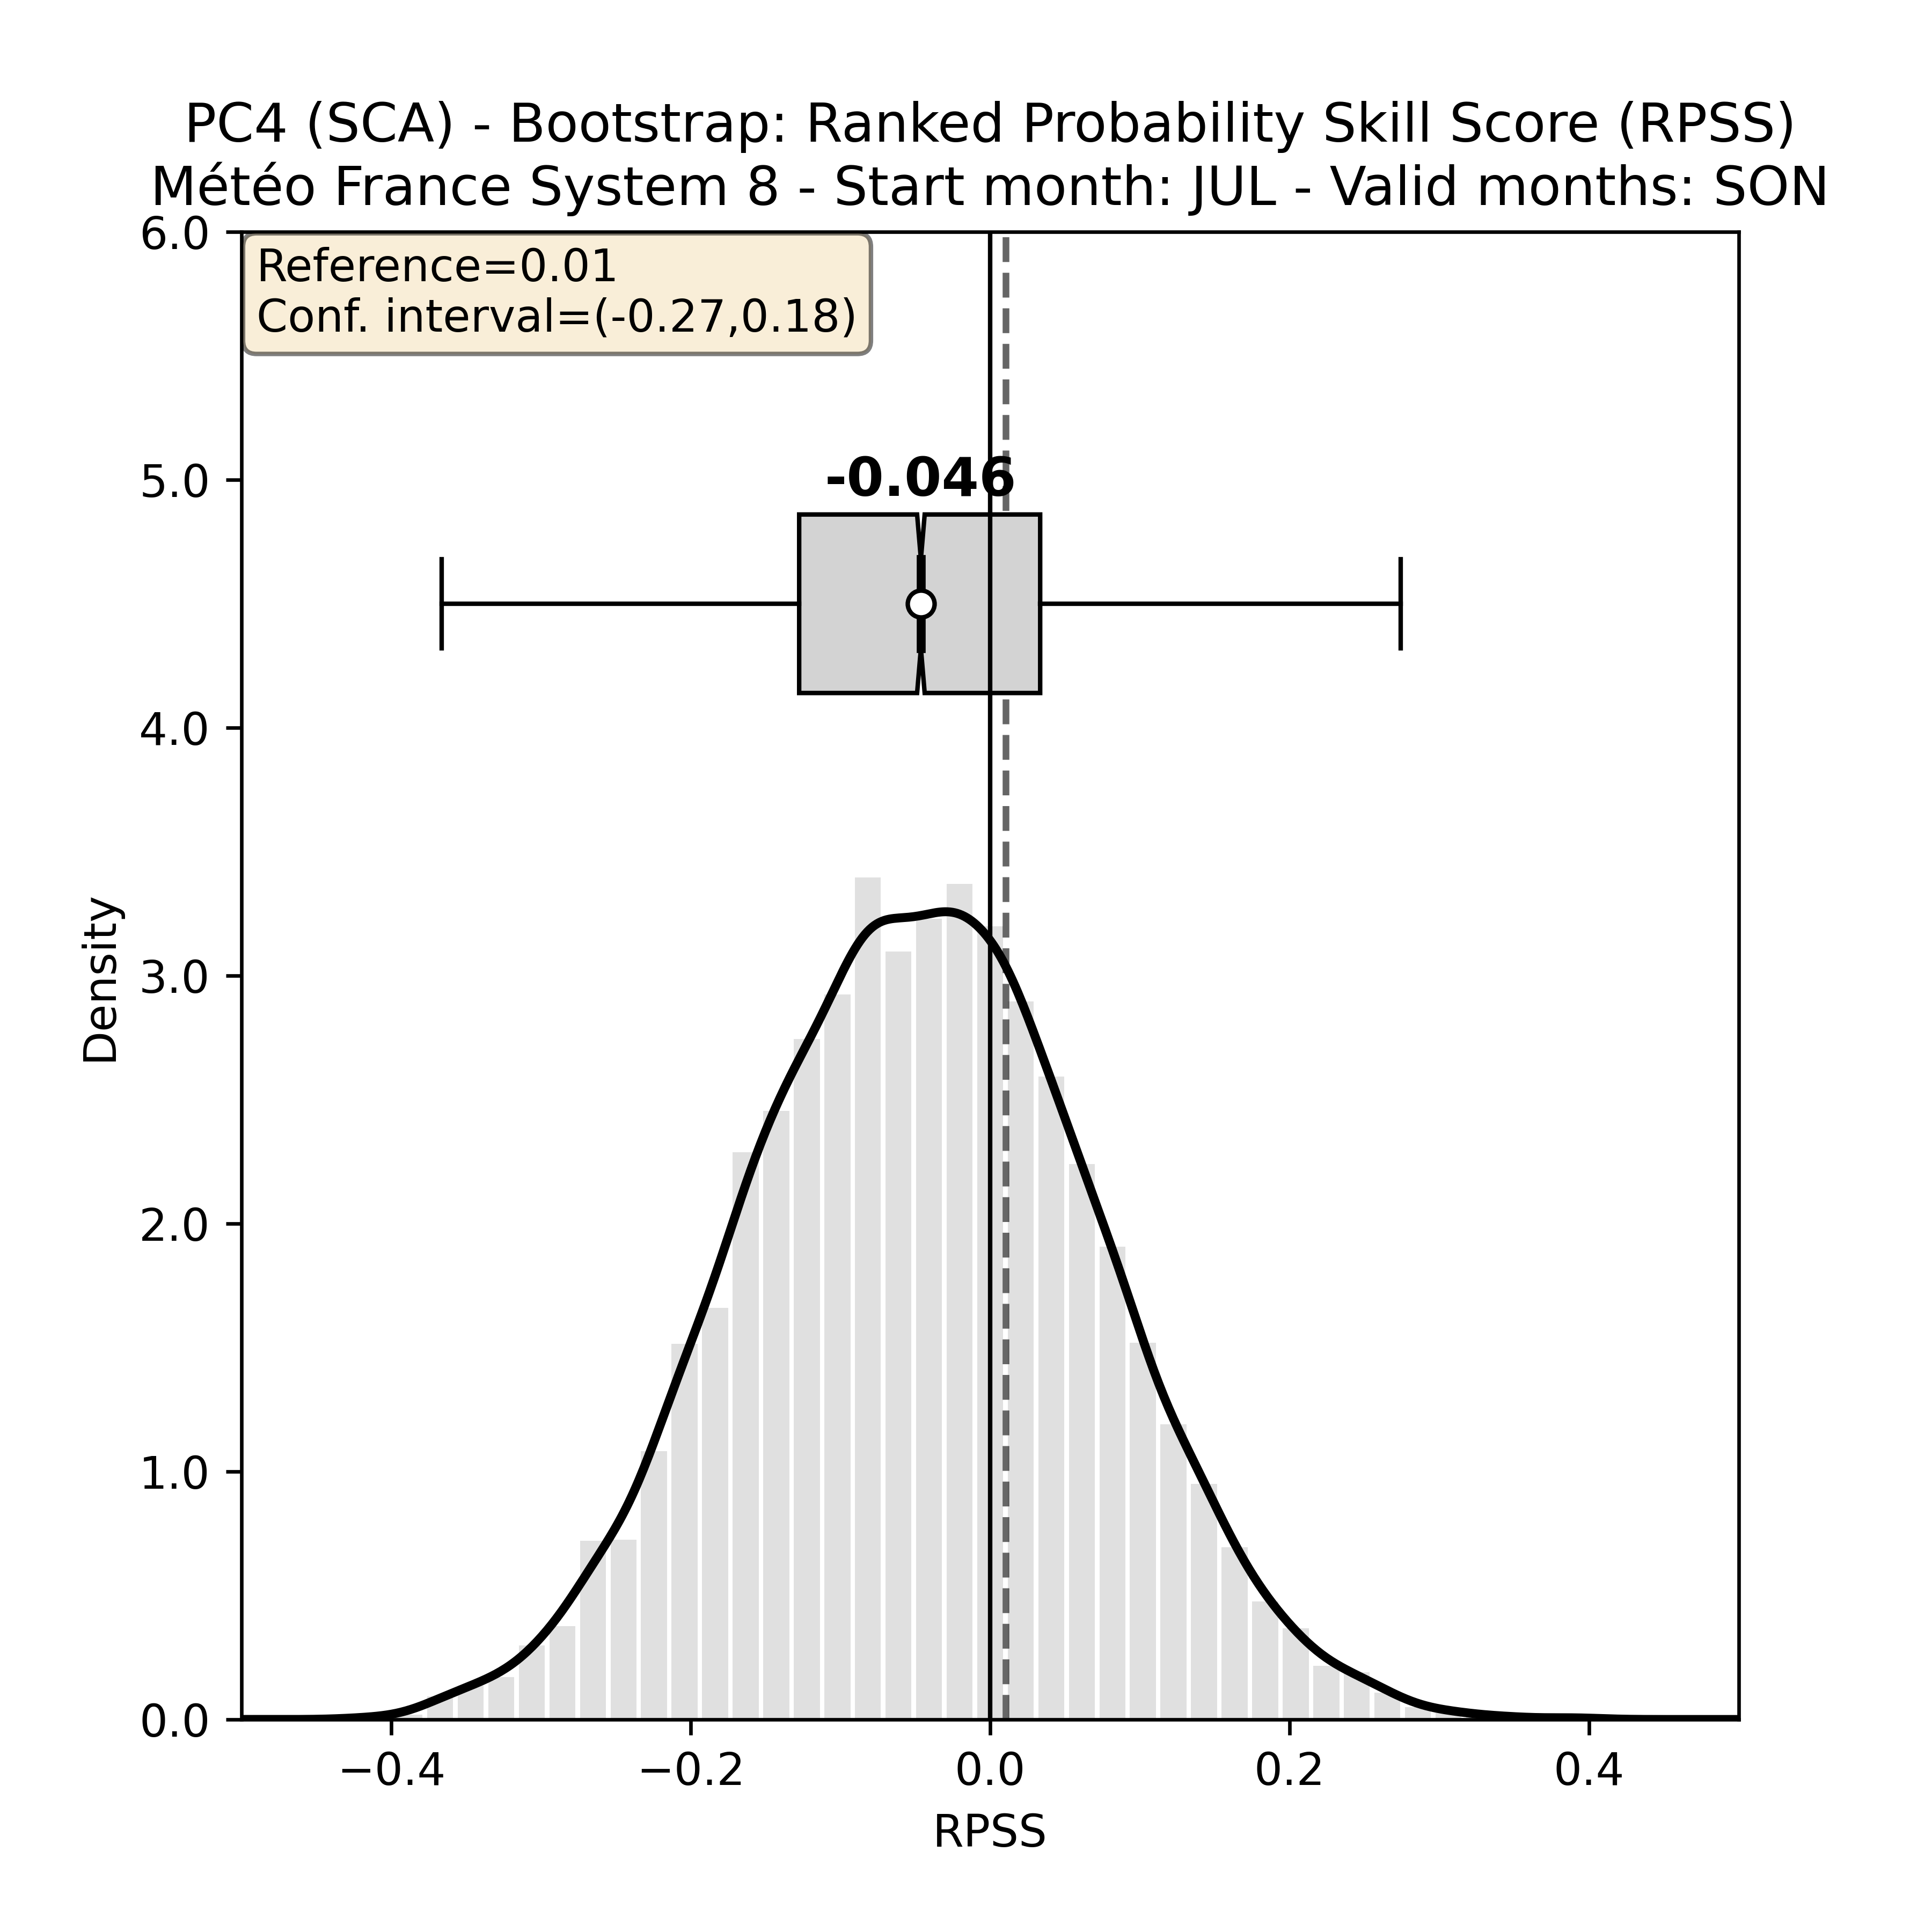 PC4 (SCA) - Bootstrap: Ranked Probability Skill Score (RPSS)
Météo France System 8 - Start month: JUL - Valid months: SON
6.0
Reference=0.01
Conf. interval=(-0.27,0.18)
5.0
-0.046
4.0
Density
3.0
2.0
1.0
0.0
−0.4
−0.2
0.0
0.2
0.4
RPSS